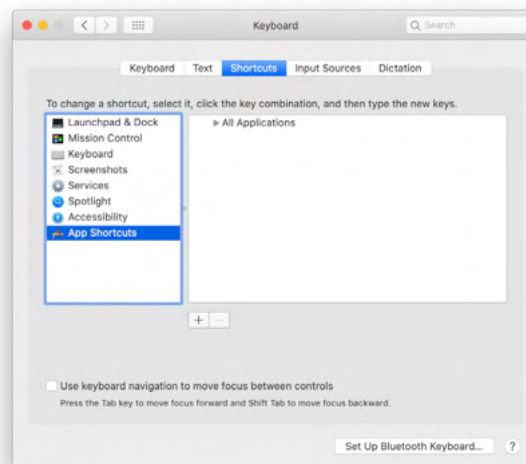 Keyboard
Search
Keyboard Text Shortcuts Input Sources Dictation
To change a shortcut, select it, click the key combination, and then type the new keys.
Launchpad & Dock
Mission Control
Keyboard
Screenshots
Services
Spotlight
Accessibility
App Shortcuts
All Applications
Use keyboard navigation to move focus between controls
Press the Tab key to move focus forward and Shift Tab to move focus backward.
Set Up Bluetooth Keyboard... ?